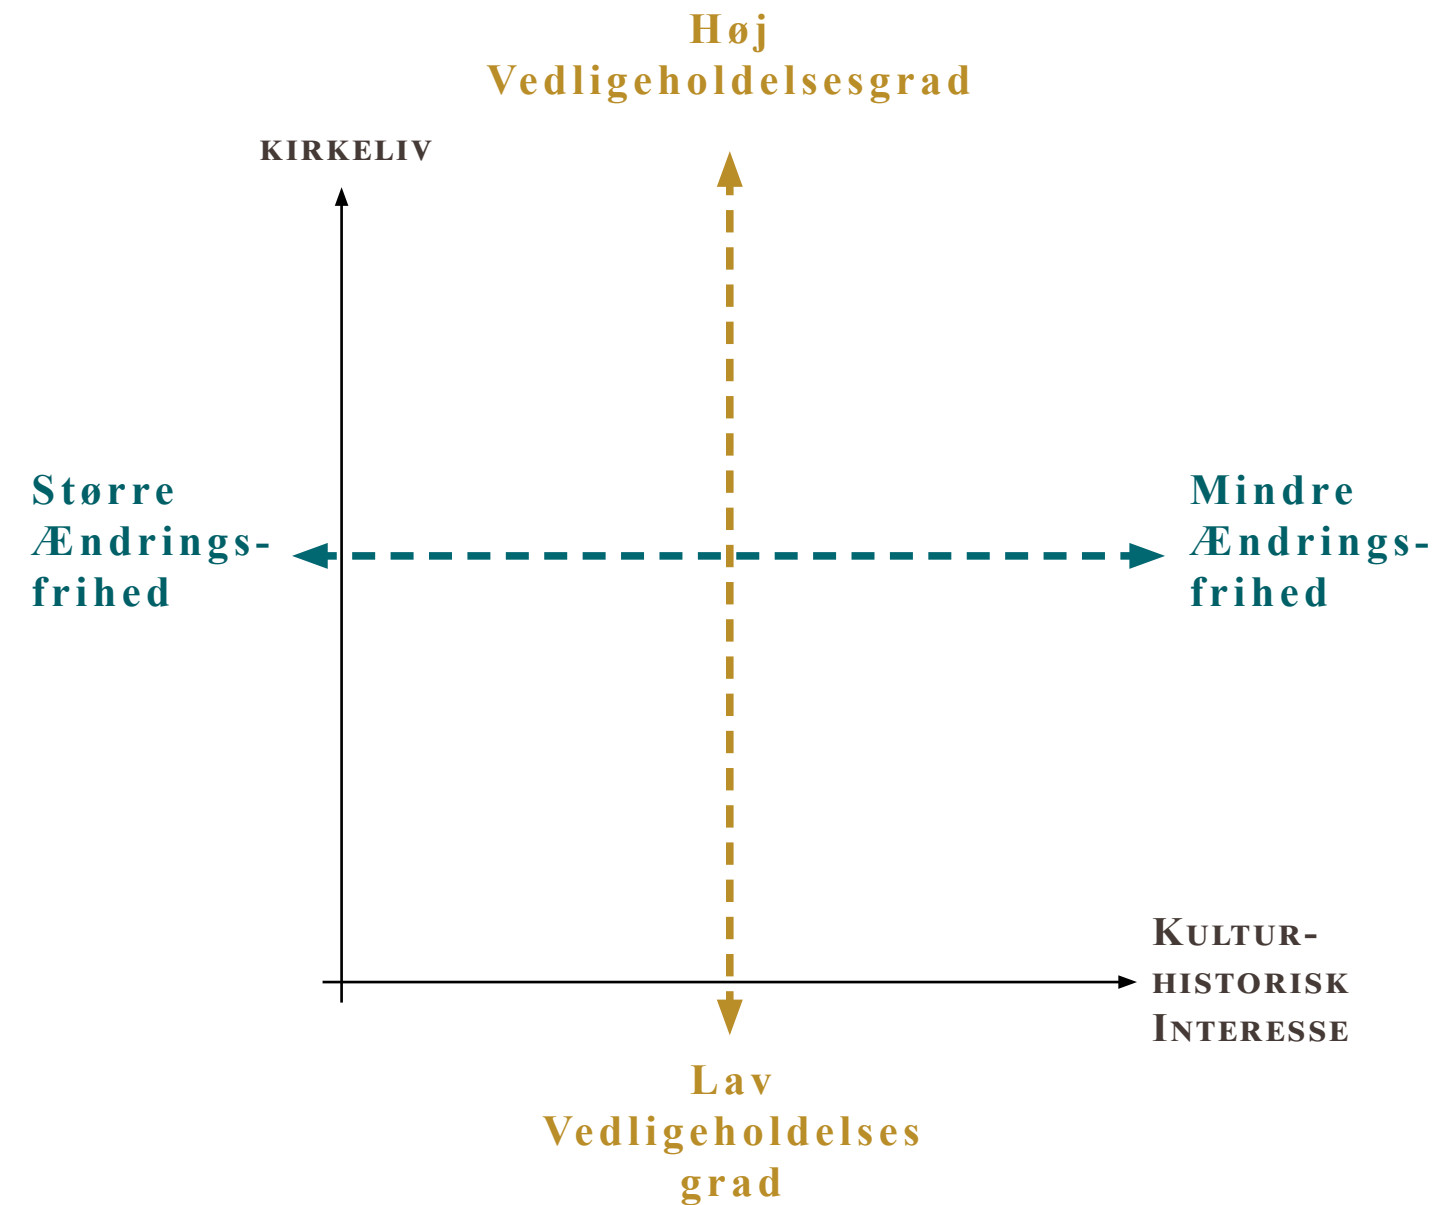 Høj
Vedligeholdelsesgrad
KIRKELIV
Større
Ændrings-
frihed
Mindre
Ændrings-
frihed
KULTUR-
HISTORISK
INTERESSE
Lav
Vedligeholdelses
grad